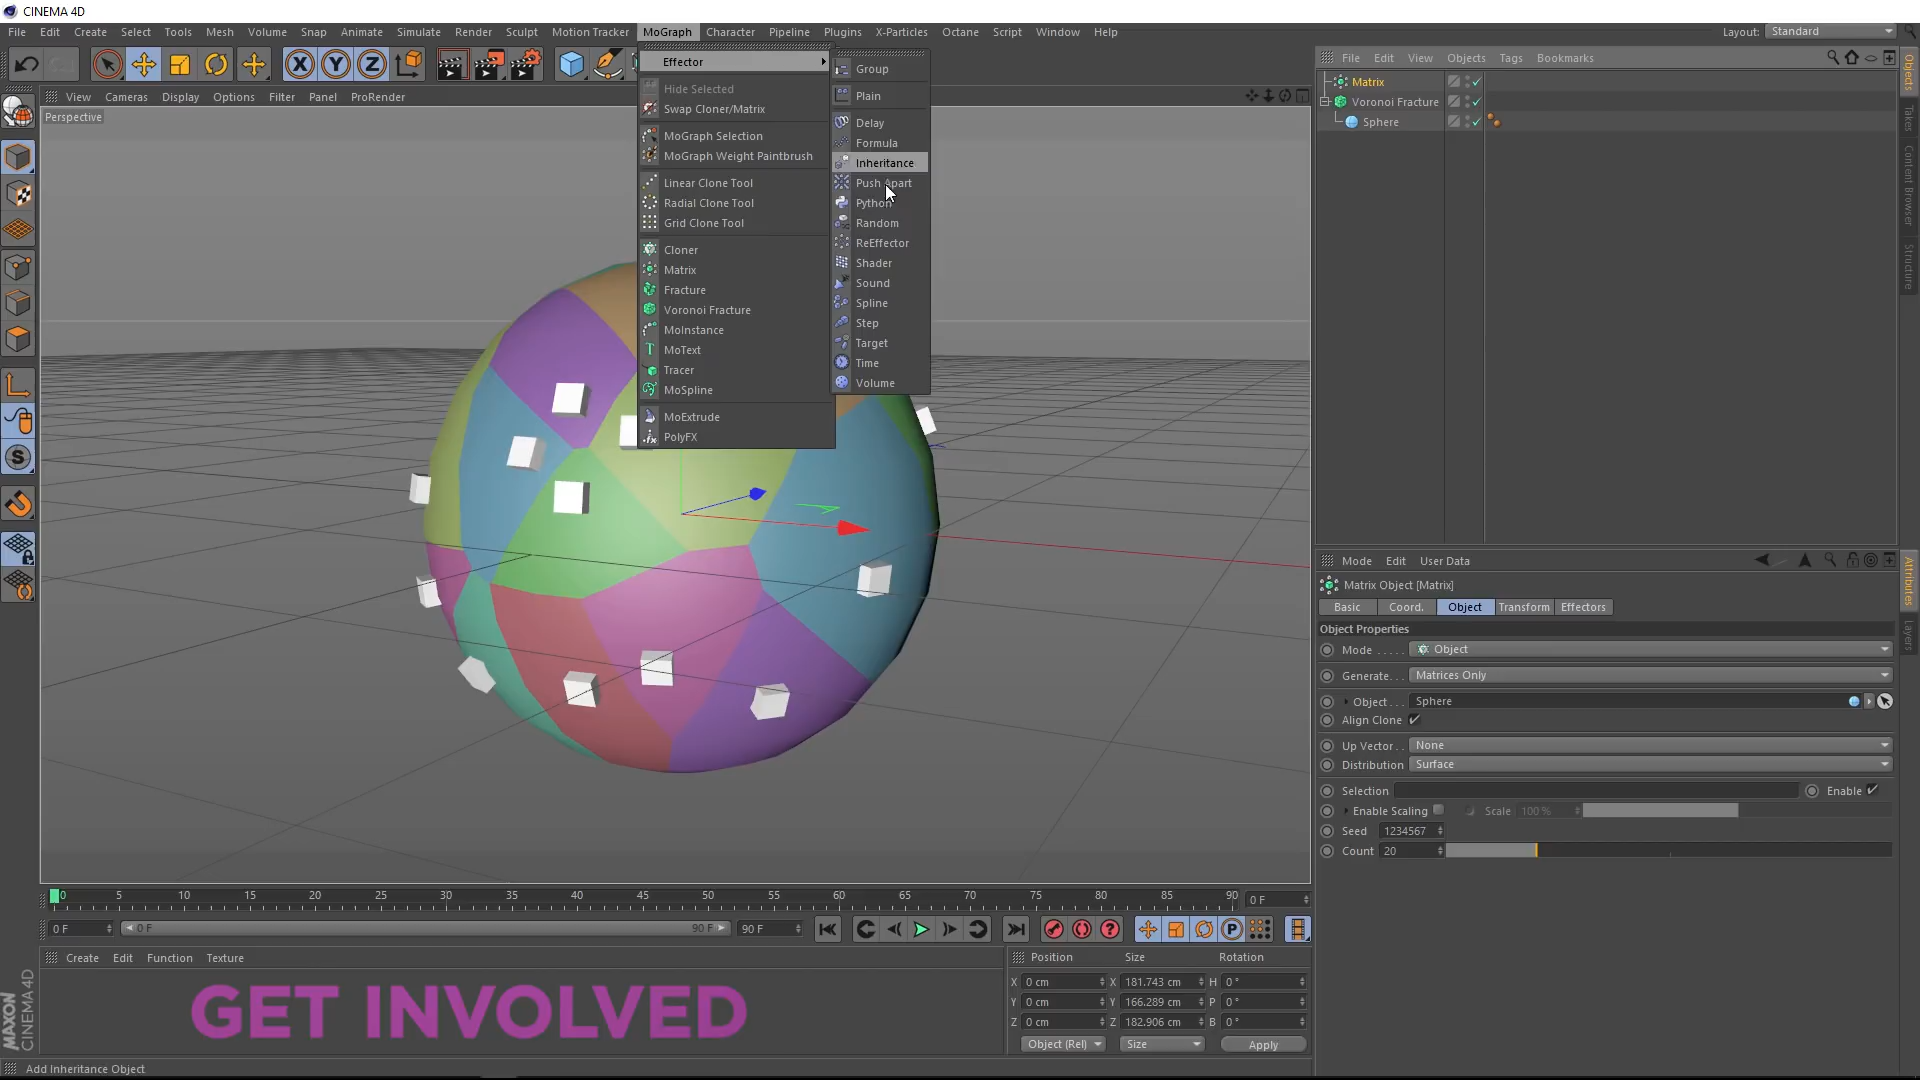 CINEMA 4D
File Edit Create Select Tools Mesh Volume Snap Animate Simulate Render Sculpt Motion Tracker MoGraph Character Pipeline Plugins X-Particles Octane Script Window Help Layout: Standard
View Cameras Display Options Filter Panel ProRender
Perspective
Effector
Hide Selected
Swap Cloner/Matrix
MoGraph Selection
MoGraph Weight Paintbrush
Linear Clone Tool
Radial Clone Tool
Grid Clone Tool
Cloner
Matrix
Fracture
Voronoi Fracture
MoInstance
MoText
Tracer
MoSpline
MoExtrude
PolyFX
Group
Plain
Delay
Formula
Inheritance
Push Apart
Python
Random
ReEffector
Shader
Sound
Spline
Step
Target
Time
Volume
File Edit View Objects Tags Bookmarks
Matrix
Voronoi Fracture
Sphere
Objects
Takes
Content Browser
Structure
Mode Edit User Data
Matrix Object [Matrix]
Basic Coord. Object Transform Effectors
Object Properties
Mode ..... Object
Generate.. Matrices Only
Object ... Sphere
Align Clone
Up Vector.. None
Distribution Surface
Selection Enable
Enable Scaling Scale 100 %
Seed 1234567
Count 20
Attributes
Layers
0 5 10 15 20 25 30 35 40 45 50 55 60 65 70 75 80 85 90 0 F
0 F 0 F 90 F 90 F
Create Edit Function Texture
Position Size Rotation
X 0 cm X 181.743 cm H 0 °
Y 0 cm Y 166.289 cm P 0 °
Z 0 cm Z 182.906 cm B 0 °
Object (Rel) Size Apply
GET INVOLVED
MAXON
CINEMA 4D
Add Inheritance Object